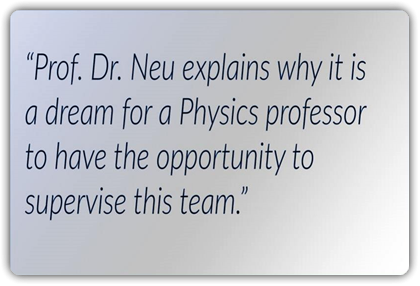 “Prof. Dr. Neu explains why it is
a dream for a Physics professor
to have the opportunity to
supervise this team.”